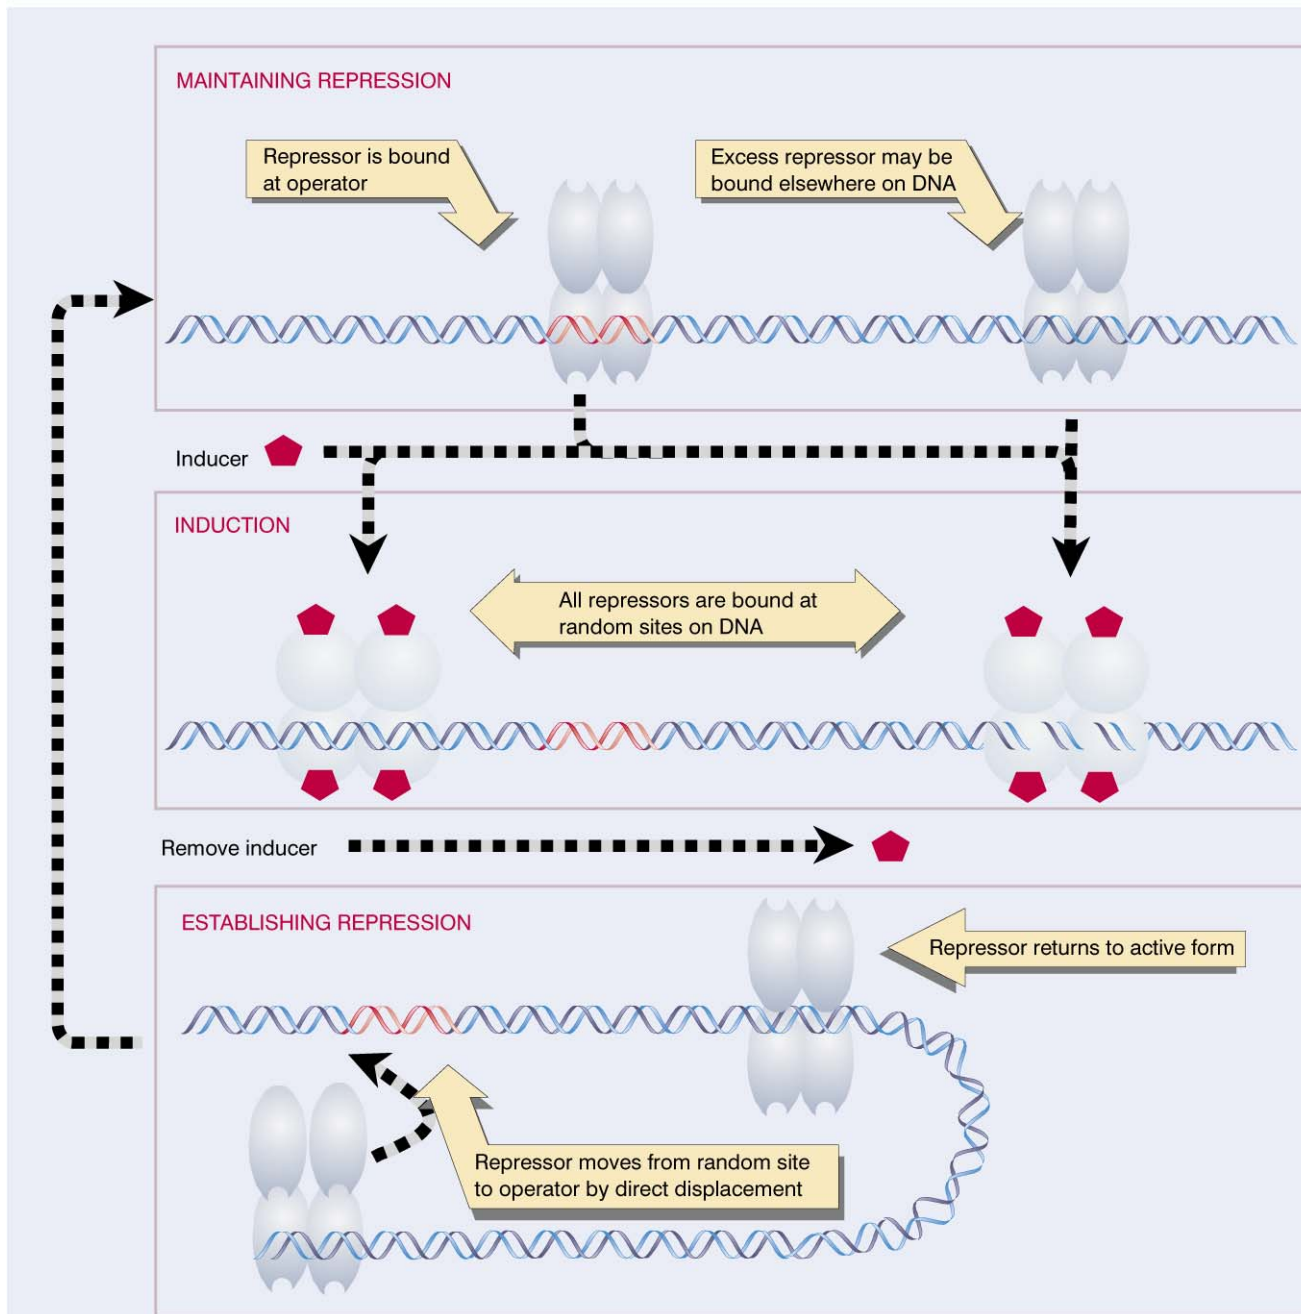 MAINTAINING REPRESSION
Repressor is bound
at operator
Excess repressor may be
bound elsewhere on DNA
Inducer
INDUCTION
All repressors are bound at
random sites on DNA
Remove inducer
ESTABLISHING REPRESSION
Repressor returns to active form
Repressor moves from random site
to operator by direct displacement